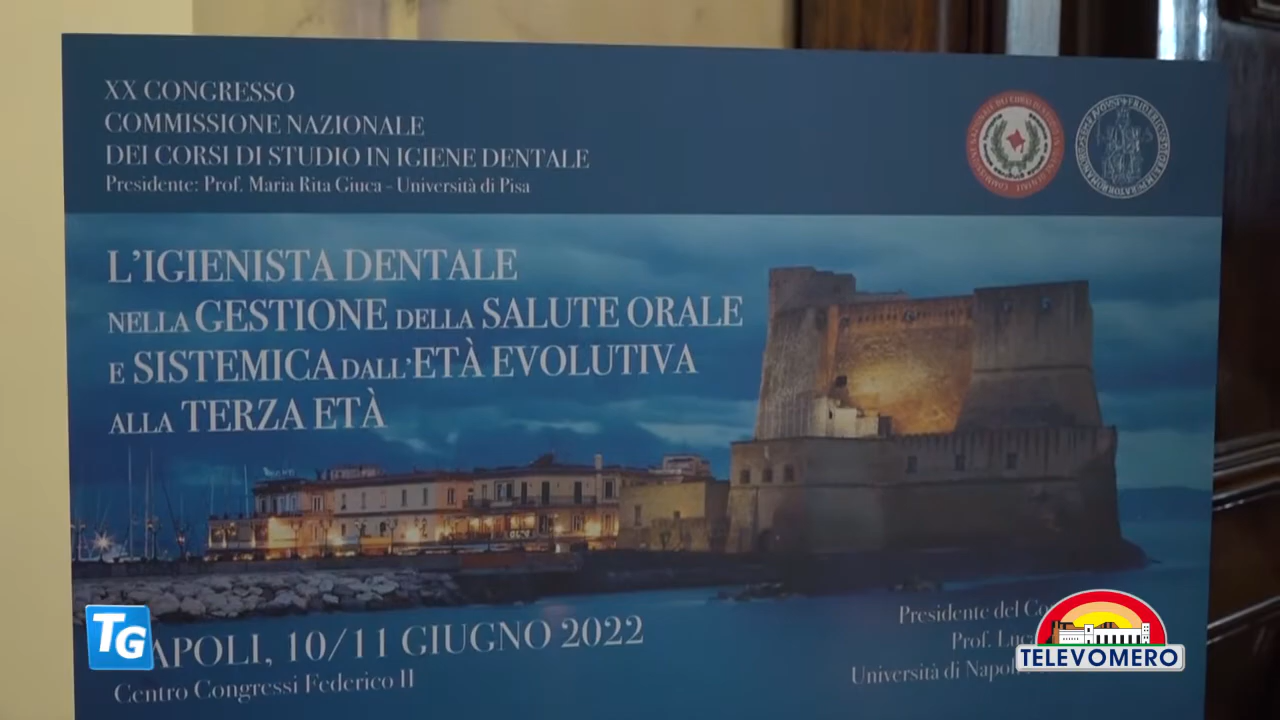 XX CONGRESSO
COMMISSIONE NAZIONALE
DEI CORSI DI STUDIO IN IGIENE DENTALE
Presidente: Prof. Maria Rita Giuca - Università di Pisa
L'IGIENISTA DENTALE
NELLA GESTIONE DELLA SALUTE ORALE
E SISTEMICA DALL'ETÀ EVOLUTIVA
ALLA TERZA ETÀ
NAPOLI, 10/11 GIUGNO 2022
Centro Congressi Federico II
Presidente del
Prof.
Università di
TG
TELEVOMERO